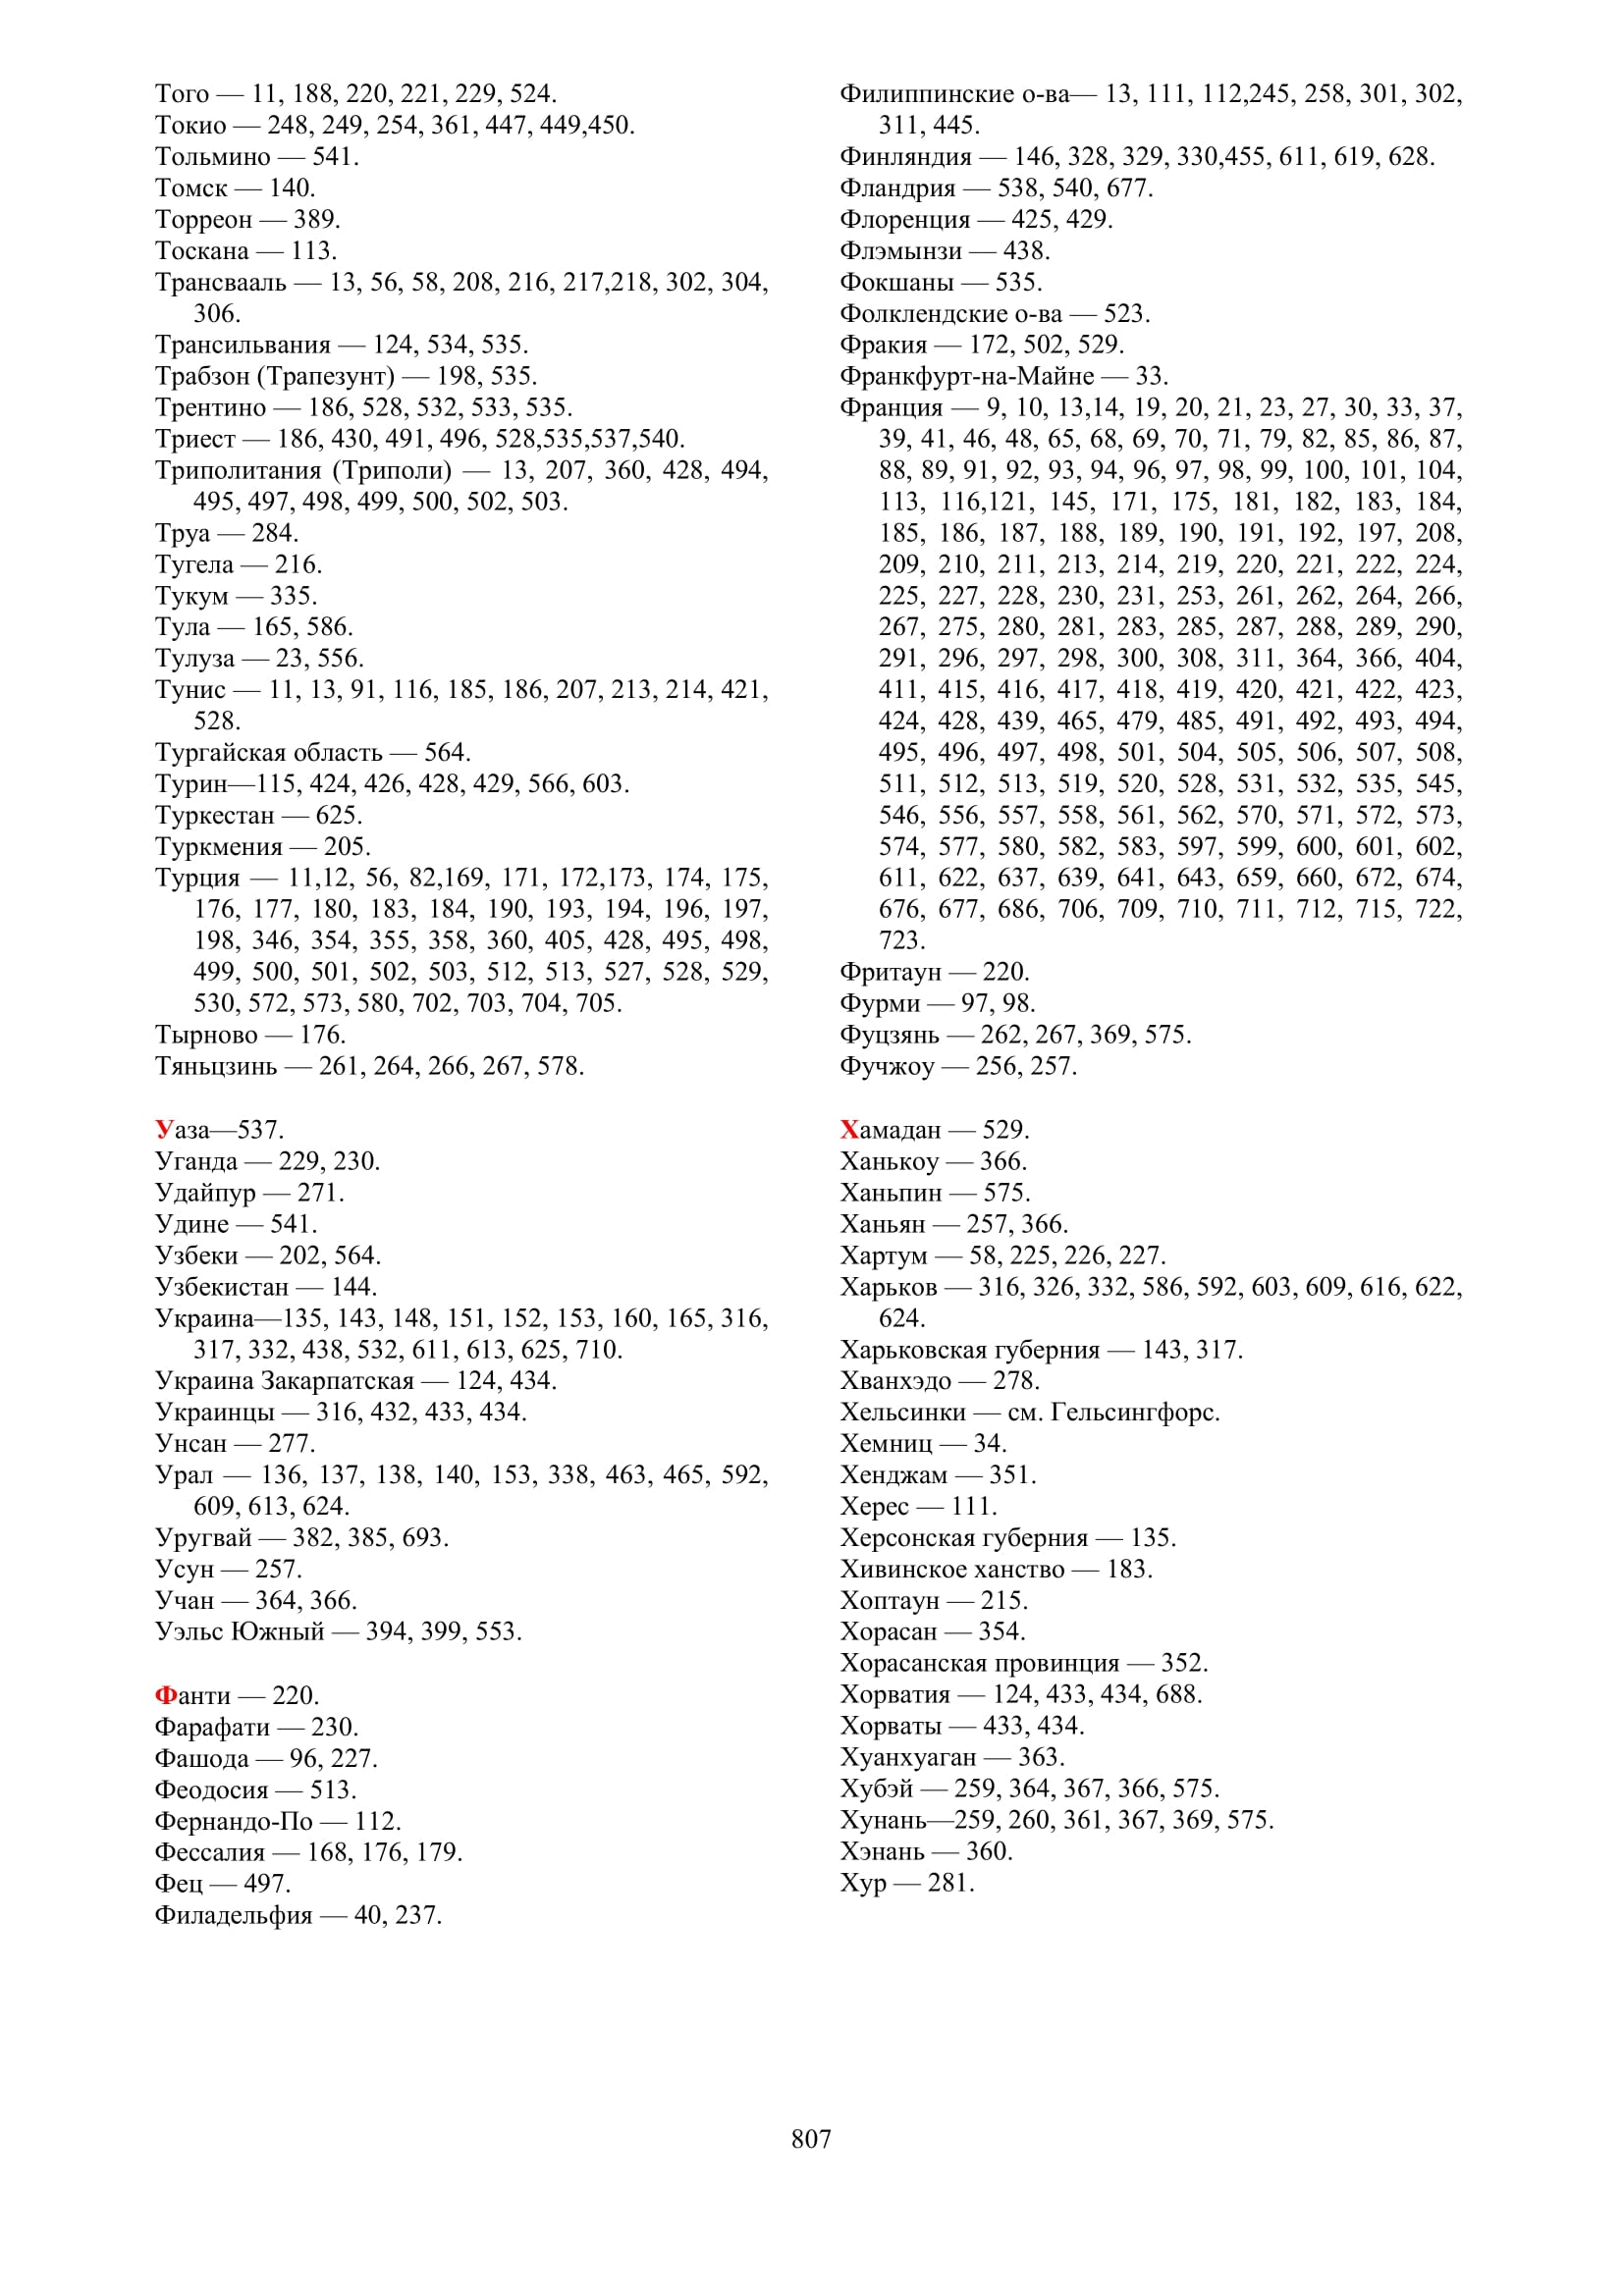 Того — 11, 188, 220, 221, 229, 524.
Токио — 248, 249, 254, 361, 447, 449,450.
Тольмино — 541.
Томск — 140.
Торреон — 389.
Тоскана — 113.
Трансвааль — 13, 56, 58, 208, 216, 217,218, 302, 304,
306.
Трансильвания — 124, 534, 535.
Трабзон (Трапезунт) — 198, 535.
Трентино — 186, 528, 532, 533, 535.
Триест — 186, 430, 491, 496, 528,535,537,540.
Триполитания (Триполи) — 13, 207, 360, 428, 494,
495, 497, 498, 499, 500, 502, 503.
Труа — 284.
Тугела — 216.
Тукум — 335.
Тула — 165, 586.
Тулуза — 23, 556.
Тунис — 11, 13, 91, 116, 185, 186, 207, 213, 214, 421,
528.
Тургайская область — 564.
Турин—115, 424, 426, 428, 429, 566, 603.
Туркестан — 625.
Туркмения — 205.
Турция — 11,12, 56, 82,169, 171, 172,173, 174, 175,
176, 177, 180, 183, 184, 190, 193, 194, 196, 197,
198, 346, 354, 355, 358, 360, 405, 428, 495, 498,
499, 500, 501, 502, 503, 512, 513, 527, 528, 529,
530, 572, 573, 580, 702, 703, 704, 705.
Тырново — 176.
Тяньцзинь — 261, 264, 266, 267, 578.
Уаза—537.
Уганда — 229, 230.
Удайпур — 271.
Удине — 541.
Узбеки — 202, 564.
Узбекистан — 144.
Украина—135, 143, 148, 151, 152, 153, 160, 165, 316,
317, 332, 438, 532, 611, 613, 625, 710.
Украина Закарпатская — 124, 434.
Украинцы — 316, 432, 433, 434.
Унсан — 277.
Урал — 136, 137, 138, 140, 153, 338, 463, 465, 592,
609, 613, 624.
Уругвай — 382, 385, 693.
Усун — 257.
Учан — 364, 366.
Уэльс Южный — 394, 399, 553.
Фанти — 220.
Фарафати — 230.
Фашода — 96, 227.
Феодосия — 513.
Фернандо-По — 112.
Фессалия — 168, 176, 179.
Фец — 497.
Филадельфия — 40, 237.
Филиппинские о-ва— 13, 111, 112,245, 258, 301, 302,
311, 445.
Финляндия — 146, 328, 329, 330,455, 611, 619, 628.
Фландрия — 538, 540, 677.
Флоренция — 425, 429.
Флэмынзи — 438.
Фокшаны — 535.
Фолклендские о-ва — 523.
Фракия — 172, 502, 529.
Франкфурт-на-Майне — 33.
Франция — 9, 10, 13,14, 19, 20, 21, 23, 27, 30, 33, 37,
39, 41, 46, 48, 65, 68, 69, 70, 71, 79, 82, 85, 86, 87,
88, 89, 91, 92, 93, 94, 96, 97, 98, 99, 100, 101, 104,
113, 116,121, 145, 171, 175, 181, 182, 183, 184,
185, 186, 187, 188, 189, 190, 191, 192, 197, 208,
209, 210, 211, 213, 214, 219, 220, 221, 222, 224,
225, 227, 228, 230, 231, 253, 261, 262, 264, 266,
267, 275, 280, 281, 283, 285, 287, 288, 289, 290,
291, 296, 297, 298, 300, 308, 311, 364, 366, 404,
411, 415, 416, 417, 418, 419, 420, 421, 422, 423,
424, 428, 439, 465, 479, 485, 491, 492, 493, 494,
495, 496, 497, 498, 501, 504, 505, 506, 507, 508,
511, 512, 513, 519, 520, 528, 531, 532, 535, 545,
546, 556, 557, 558, 561, 562, 570, 571, 572, 573,
574, 577, 580, 582, 583, 597, 599, 600, 601, 602,
611, 622, 637, 639, 641, 643, 659, 660, 672, 674,
676, 677, 686, 706, 709, 710, 711, 712, 715, 722,
723.
Фритаун — 220.
Фурми — 97, 98.
Фуцзянь — 262, 267, 369, 575.
Фучжоу — 256, 257.
Хамадан — 529.
Ханькоу — 366.
Ханьпин — 575.
Ханьян — 257, 366.
Хартум — 58, 225, 226, 227.
Харьков — 316, 326, 332, 586, 592, 603, 609, 616, 622,
624.
Харьковская губерния — 143, 317.
Хванхэдо — 278.
Хельсинки — см. Гельсингфорс.
Хемниц — 34.
Хенджам — 351.
Херес — 111.
Херсонская губерния — 135.
Хивинское ханство — 183.
Хоптаун — 215.
Хорасан — 354.
Хорасанская провинция — 352.
Хорватия — 124, 433, 434, 688.
Хорваты — 433, 434.
Хуанхуаган — 363.
Хубэй — 259, 364, 367, 366, 575.
Хунань—259, 260, 361, 367, 369, 575.
Хэнань — 360.
Хур — 281.
807